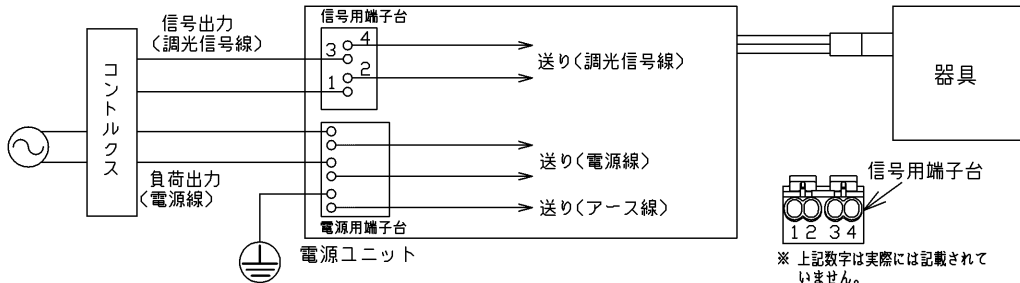 信号出力
(調光信号線)
コントルクス
負荷出力
(電源線)
信号用端子台
4
3
2
1
送り(調光信号線)
送り(電源線)
送り(アース線)
電源用端子台
電源ユニット
器具
信号用端子台
1 2 3 4
※ 上記数字は実際には記載されて
いません。